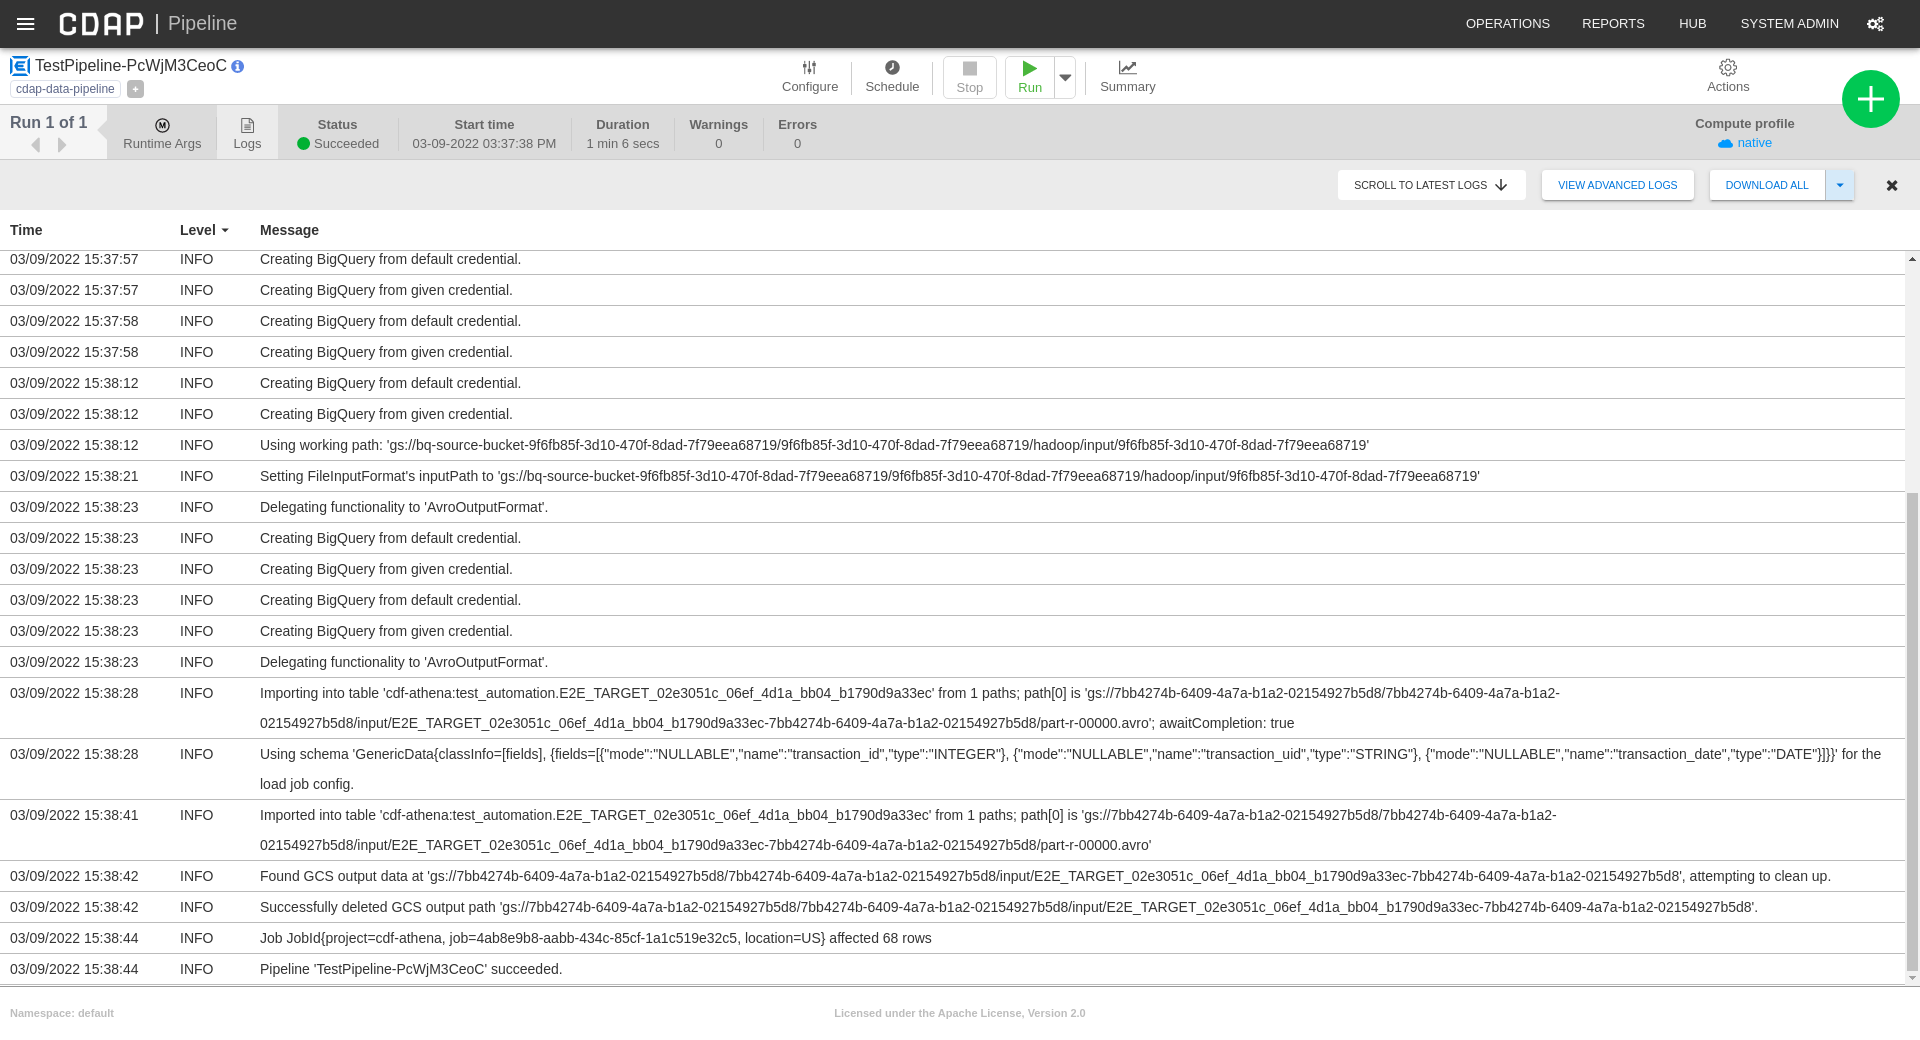 CDAP | Pipeline
OPERATIONS REPORTS HUB SYSTEM ADMIN
TestPipeline-PcWjM3CeoC
cdap-data-pipeline +
Configure Schedule Stop Run Summary Actions
Run 1 of 1
Runtime Args
Logs
Status
Succeeded
Start time
03-09-2022 03:37:38 PM
Duration
1 min 6 secs
Warnings
0
Errors
0
Compute profile
native
SCROLL TO LATEST LOGS VIEW ADVANCED LOGS DOWNLOAD ALL
Time Level Message
03/09/2022 15:37:57 INFO Creating BigQuery from default credential.
03/09/2022 15:37:57 INFO Creating BigQuery from given credential.
03/09/2022 15:37:58 INFO Creating BigQuery from default credential.
03/09/2022 15:37:58 INFO Creating BigQuery from given credential.
03/09/2022 15:38:12 INFO Creating BigQuery from default credential.
03/09/2022 15:38:12 INFO Creating BigQuery from given credential.
03/09/2022 15:38:12 INFO Using working path: 'gs://bq-source-bucket-9f6fb85f-3d10-470f-8dad-7f79eea68719/9f6fb85f-3d10-470f-8dad-7f79eea68719/hadoop/input/9f6fb85f-3d10-470f-8dad-7f79eea68719'
03/09/2022 15:38:21 INFO Setting FileInputFormat's inputPath to 'gs://bq-source-bucket-9f6fb85f-3d10-470f-8dad-7f79eea68719/9f6fb85f-3d10-470f-8dad-7f79eea68719/hadoop/input/9f6fb85f-3d10-470f-8dad-7f79eea68719'
03/09/2022 15:38:23 INFO Delegating functionality to 'AvroOutputFormat'.
03/09/2022 15:38:23 INFO Creating BigQuery from default credential.
03/09/2022 15:38:23 INFO Creating BigQuery from given credential.
03/09/2022 15:38:23 INFO Creating BigQuery from default credential.
03/09/2022 15:38:23 INFO Creating BigQuery from given credential.
03/09/2022 15:38:23 INFO Delegating functionality to 'AvroOutputFormat'.
03/09/2022 15:38:28 INFO Importing into table 'cdf-athena:test_automation.E2E_TARGET_02e3051c_06ef_4d1a_bb04_b1790d9a33ec' from 1 paths; path[0] is 'gs://7bb4274b-6409-4a7a-b1a2-02154927b5d8/7bb4274b-6409-4a7a-b1a2-
02154927b5d8/input/E2E_TARGET_02e3051c_06ef_4d1a_bb04_b1790d9a33ec-7bb4274b-6409-4a7a-b1a2-02154927b5d8/part-r-00000.avro'; awaitCompletion: true
03/09/2022 15:38:28 INFO Using schema 'GenericData{classInfo=[fields], {fields=[{"mode":"NULLABLE","name":"transaction_id","type":"INTEGER"}, {"mode":"NULLABLE","name":"transaction_uid","type":"STRING"}, {"mode":"NULLABLE","name":"transaction_date","type":"DATE"}]}}' for the
load job config.
03/09/2022 15:38:41 INFO Imported into table 'cdf-athena:test_automation.E2E_TARGET_02e3051c_06ef_4d1a_bb04_b1790d9a33ec' from 1 paths; path[0] is 'gs://7bb4274b-6409-4a7a-b1a2-02154927b5d8/7bb4274b-6409-4a7a-b1a2-
02154927b5d8/input/E2E_TARGET_02e3051c_06ef_4d1a_bb04_b1790d9a33ec-7bb4274b-6409-4a7a-b1a2-02154927b5d8/part-r-00000.avro'
03/09/2022 15:38:42 INFO Found GCS output data at 'gs://7bb4274b-6409-4a7a-b1a2-02154927b5d8/7bb4274b-6409-4a7a-b1a2-02154927b5d8/input/E2E_TARGET_02e3051c_06ef_4d1a_bb04_b1790d9a33ec-7bb4274b-6409-4a7a-b1a2-02154927b5d8', attempting to clean up.
03/09/2022 15:38:42 INFO Successfully deleted GCS output path 'gs://7bb4274b-6409-4a7a-b1a2-02154927b5d8/7bb4274b-6409-4a7a-b1a2-02154927b5d8/input/E2E_TARGET_02e3051c_06ef_4d1a_bb04_b1790d9a33ec-7bb4274b-6409-4a7a-b1a2-02154927b5d8'.
03/09/2022 15:38:44 INFO Job JobId{project=cdf-athena, job=4ab8e9b8-aabb-434c-85cf-1a1c519e32c5, location=US} affected 68 rows
03/09/2022 15:38:44 INFO Pipeline 'TestPipeline-PcWjM3CeoC' succeeded.
Namespace: default Licensed under the Apache License, Version 2.0